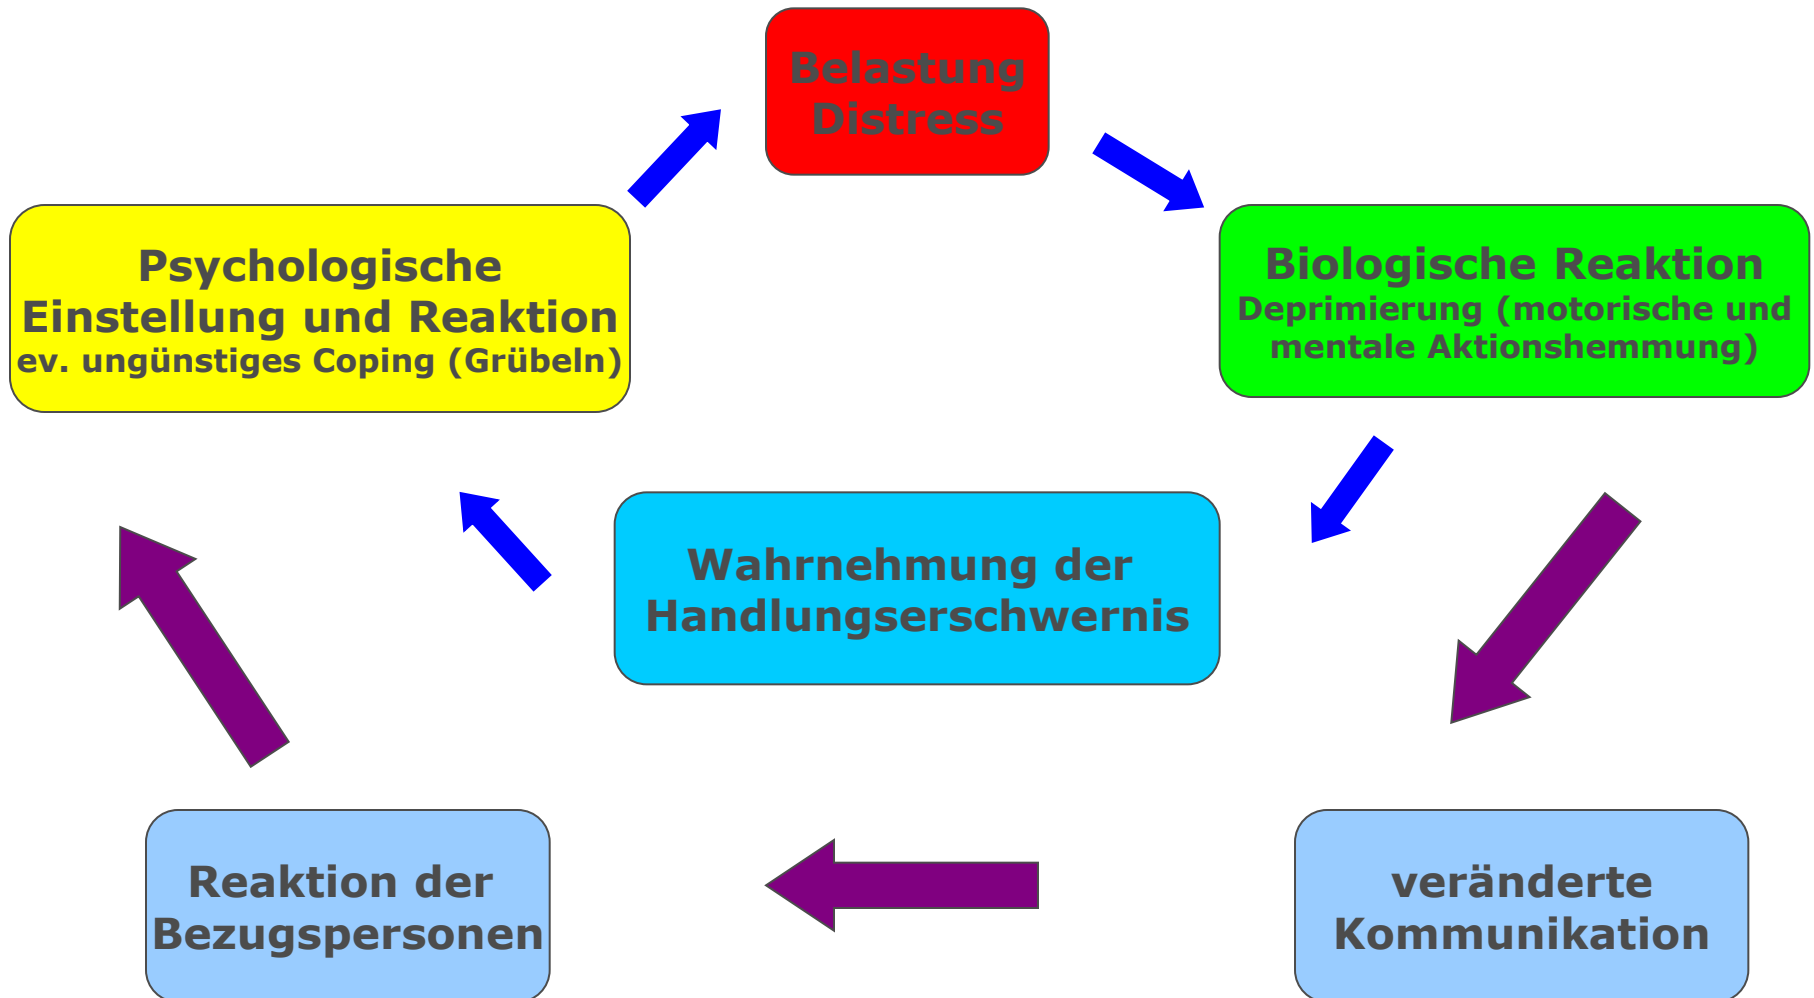 Belastung
Distress
Psychologische
Einstellung und Reaktion
ev. ungünstiges Coping (Grübeln)
Biologische Reaktion
Deprimierung (motorische und
mentale Aktionshemmung)
Wahrnehmung der
Handlungserschwernis
Reaktion der
Bezugspersonen
veränderte
Kommunikation